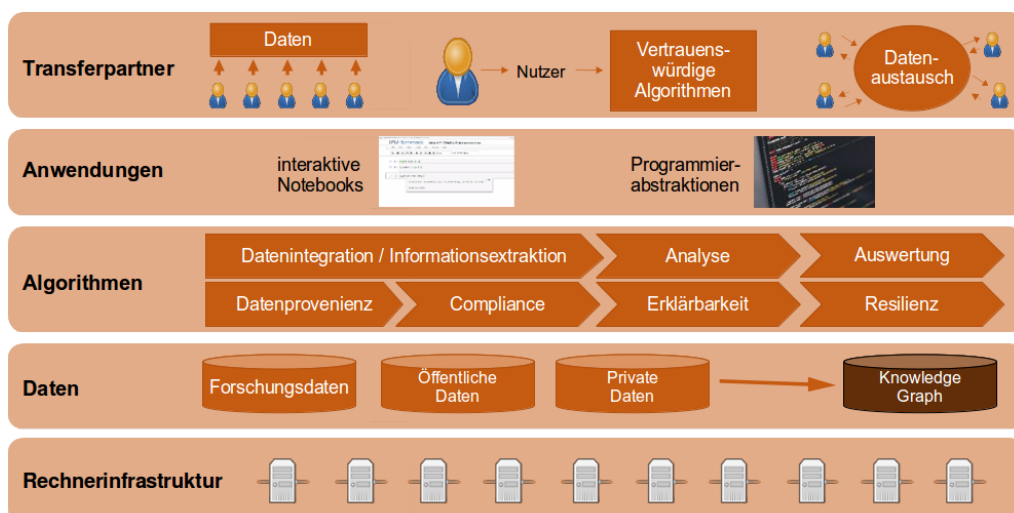 Transferpartner
Daten
Nutzer
Vertrauens-
würdige
Algorithmen
Daten-
austausch
Anwendungen
interaktive
Notebooks
Programmier-
abstraktionen
Algorithmen
Datenintegration / Informationsextraktion
Analyse
Auswertung
Datenprovenienz
Compliance
Erklärbarkeit
Resilienz
Daten
Forschungsdaten
Öffentliche
Daten
Private
Daten
Knowledge
Graph
Rechnerinfrastruktur